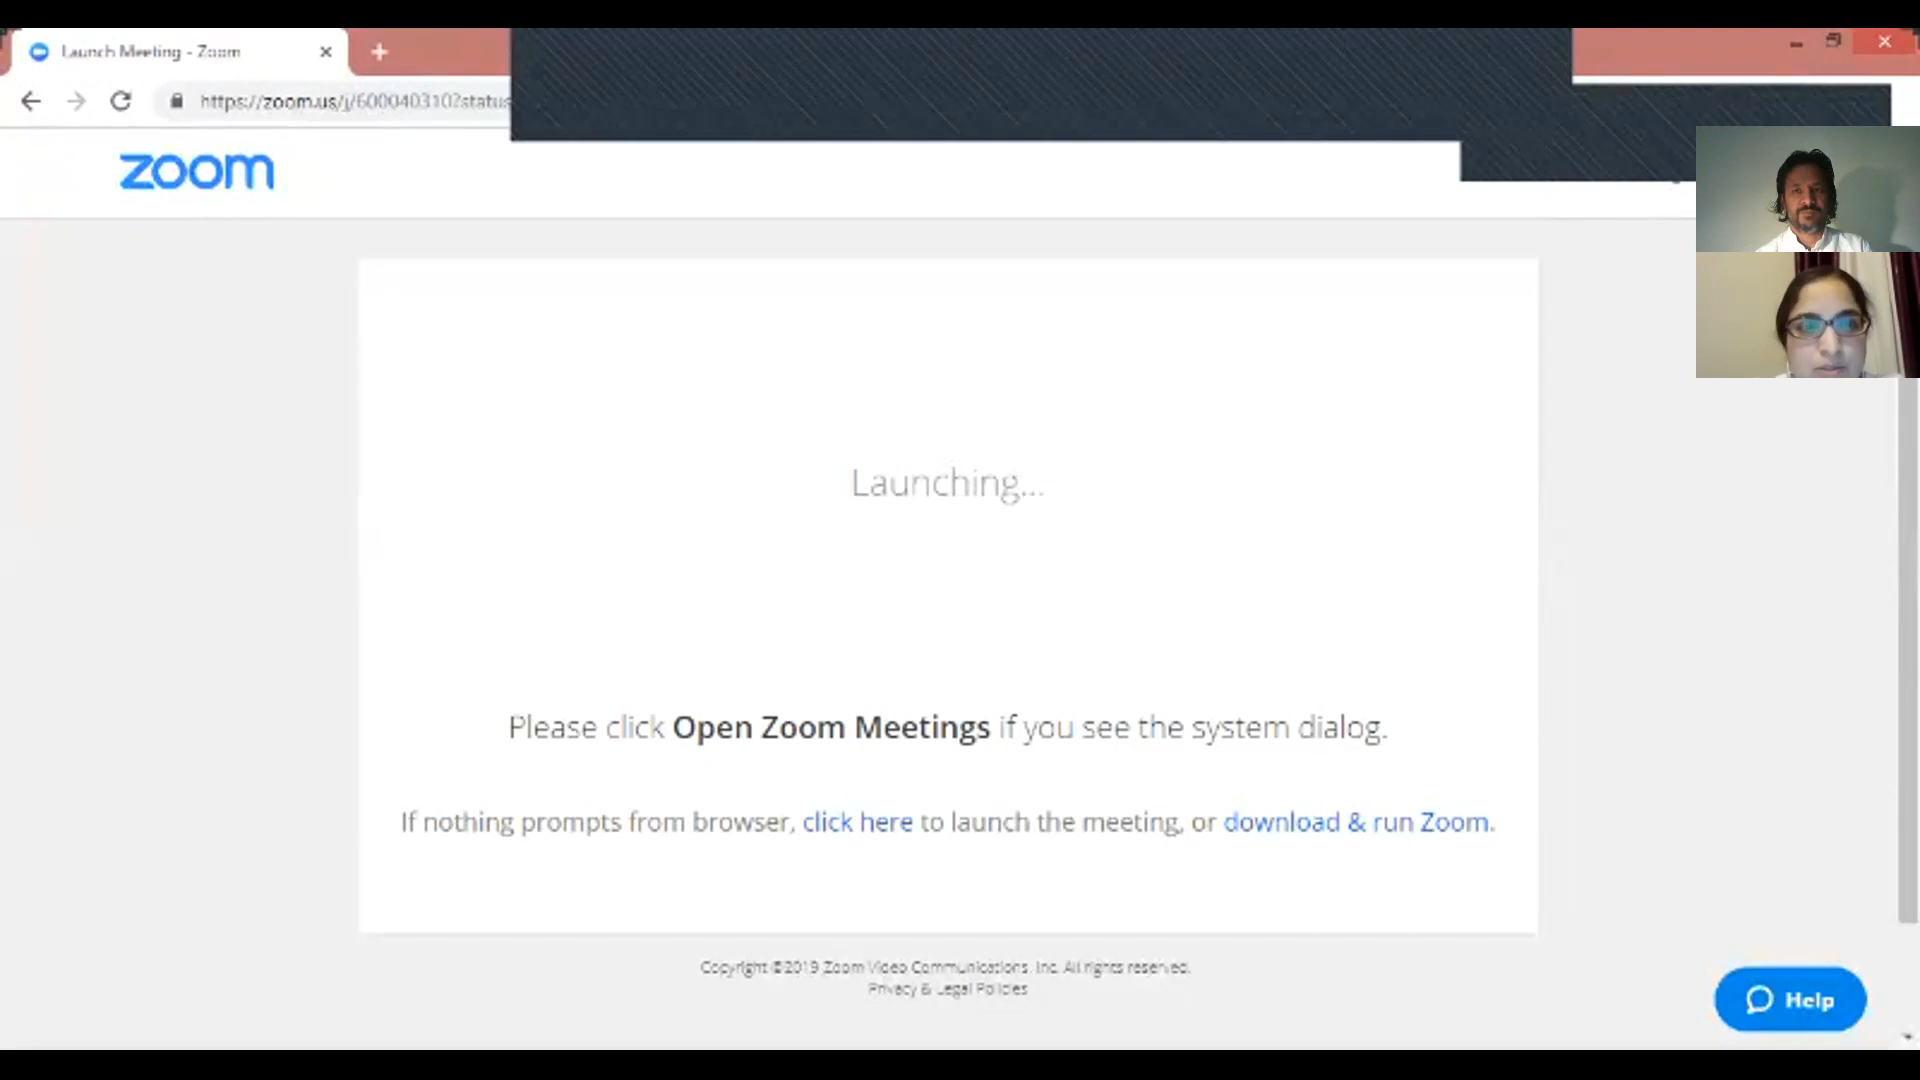 Launch Meeting - Zoom
https://zoom.us/j/600040310?status
zoom
Launching...
Please click Open Zoom Meetings if you see the system dialog.
If nothing prompts from browser, click here to launch the meeting, or download & run Zoom.
Copyright ©2019 Zoom Video Communications, Inc. All rights reserved.
Privacy & Legal Policies
Help